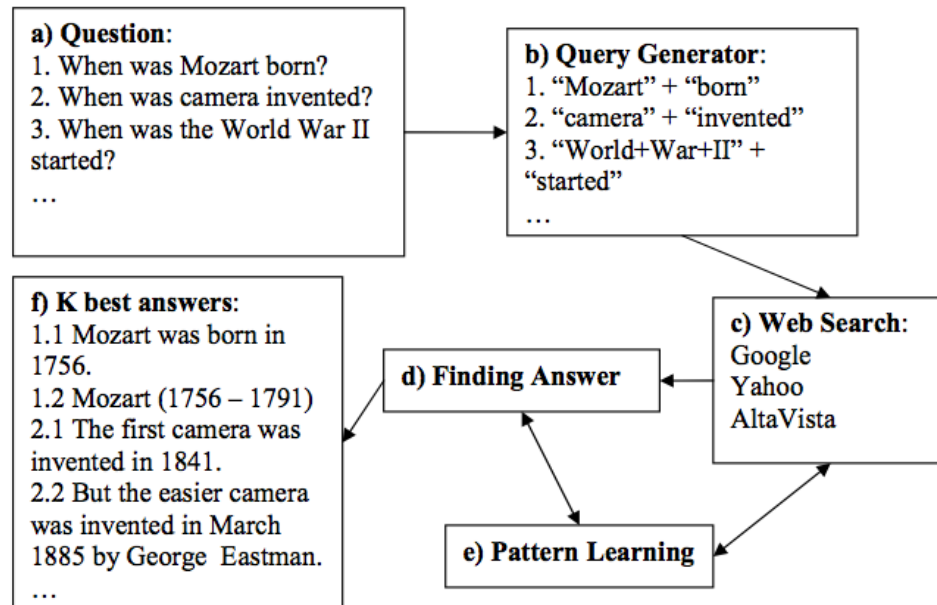 a) Question:
1. When was Mozart born?
2. When was camera invented?
3. When was the World War II
started?
…
b) Query Generator:
1. “Mozart” + “born”
2. “camera” + “invented”
3. “World+War+II” +
“started”
…
c) Web Search:
Google
Yahoo
AltaVista
d) Finding Answer
e) Pattern Learning
f) K best answers:
1.1 Mozart was born in
1756.
1.2 Mozart (1756 – 1791)
2.1 The first camera was
invented in 1841.
2.2 But the easier camera
was invented in March
1885 by George Eastman.
…